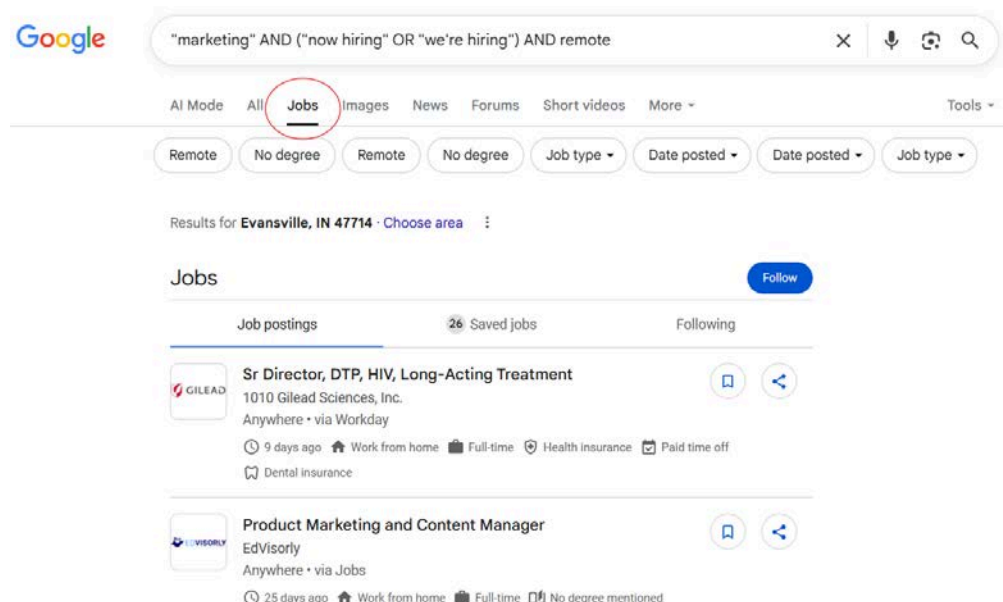 Google
"marketing" AND ("now hiring" OR "we're hiring") AND remote
AI Mode All Jobs Images News Forums Short videos More Tools
Remote No degree Remote No degree Job type Date posted Date posted Job type
Results for Evansville, IN 47714 · Choose area
Jobs Follow
Job postings 26 Saved jobs Following
GILEAD
Sr Director, DTP, HIV, Long-Acting Treatment
1010 Gilead Sciences, Inc.
Anywhere • via Workday
9 days ago Work from home Full-time Health insurance Paid time off
Dental insurance
EDVISORLY
Product Marketing and Content Manager
EdVisorly
Anywhere • via Jobs
25 days ago Work from home Full-time No degree mentioned